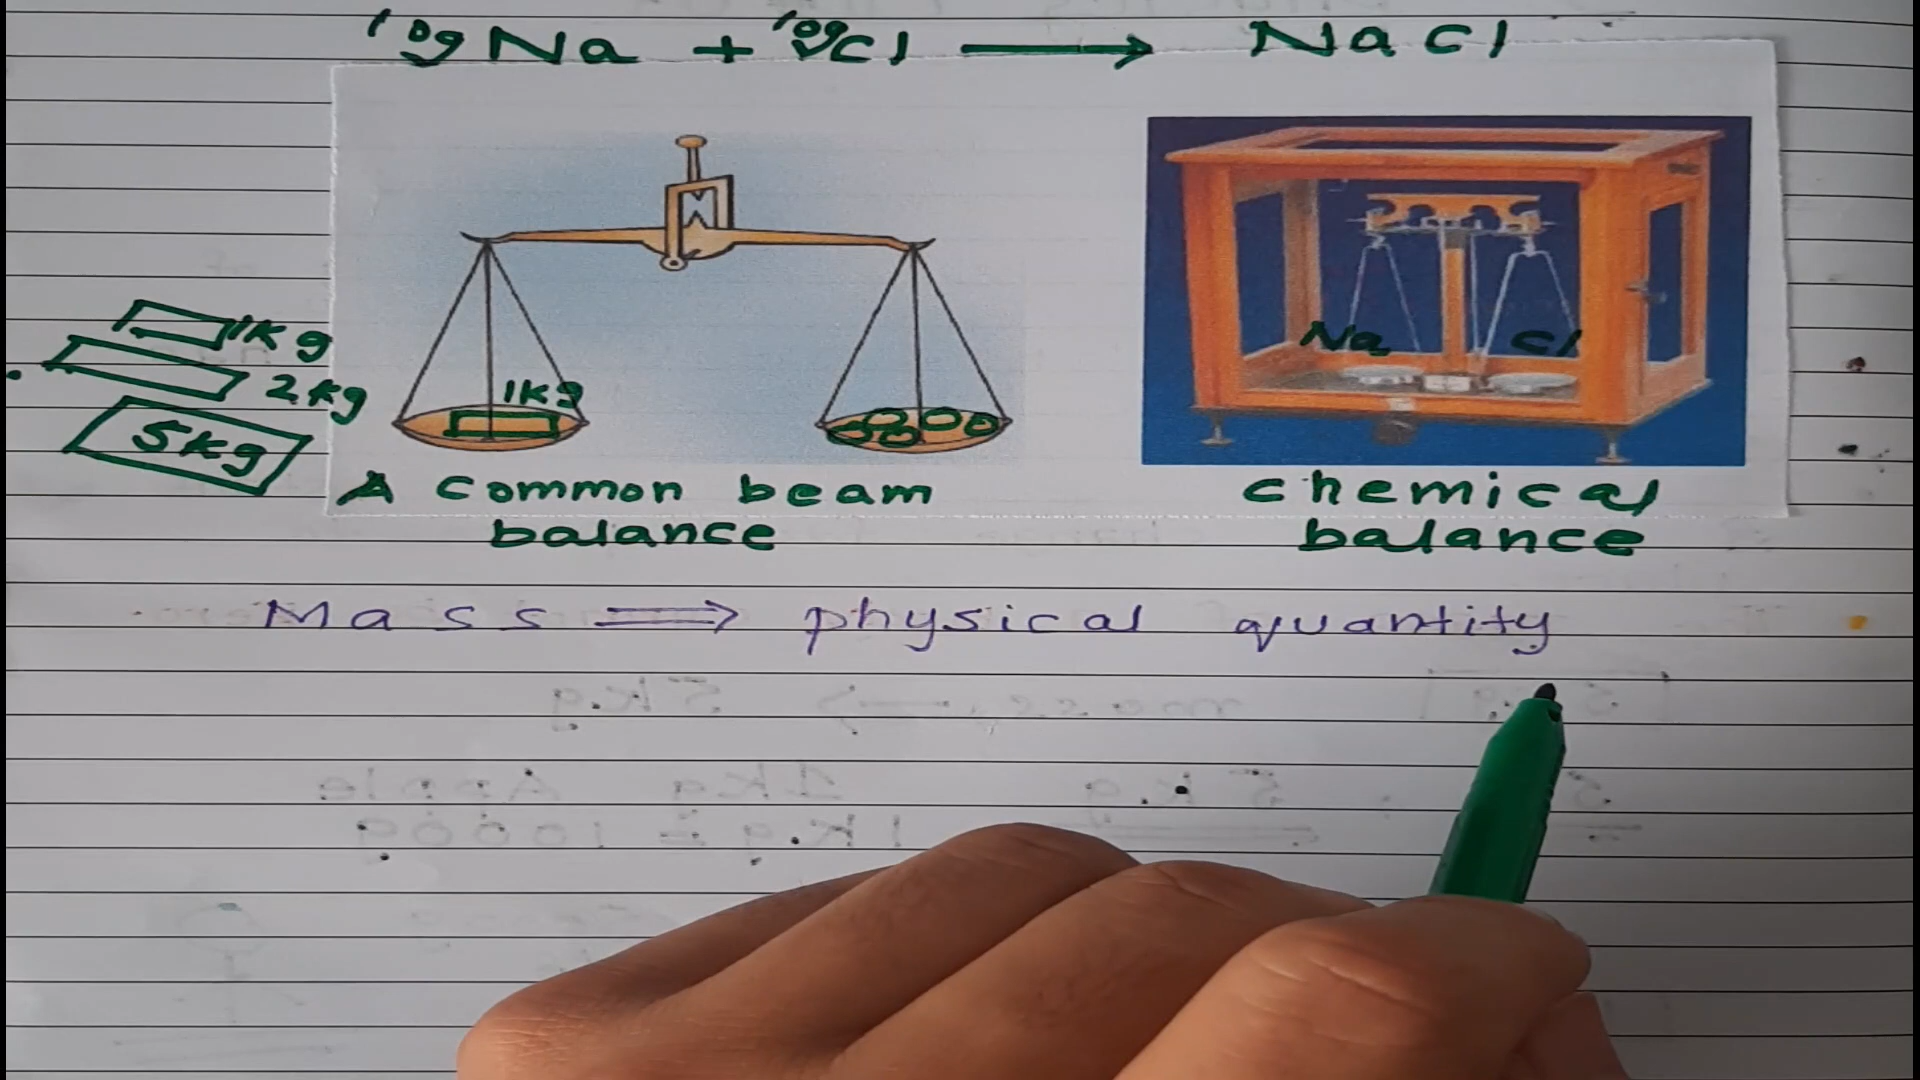 10g Na + 10g Cl → NaCl
1kg
2kg
5kg
1kg
Na Cl
A common beam
balance
chemical
balance
Mass ⇒ physical quantity